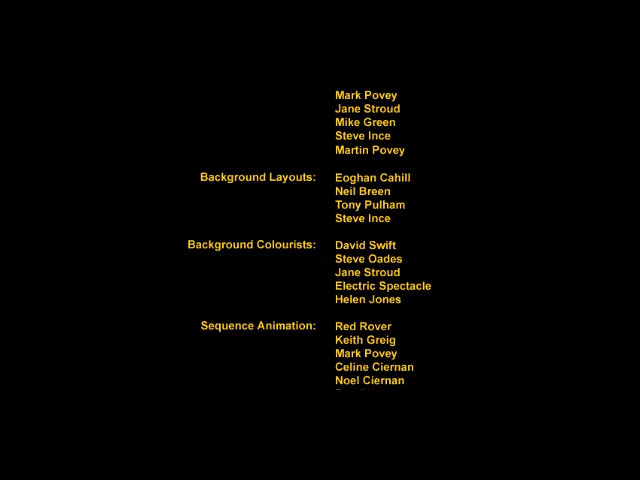 Mark Povey
Jane Stroud
Mike Green
Steve Ince
Martin Povey
Background Layouts: Eoghan Cahill
Neil Breen
Tony Pulham
Steve Ince
Background Colourists: David Swift
Steve Oades
Jane Stroud
Electric Spectacle
Helen Jones
Sequence Animation: Red Rover
Keith Greig
Mark Povey
Celine Ciernan
Noel Ciernan